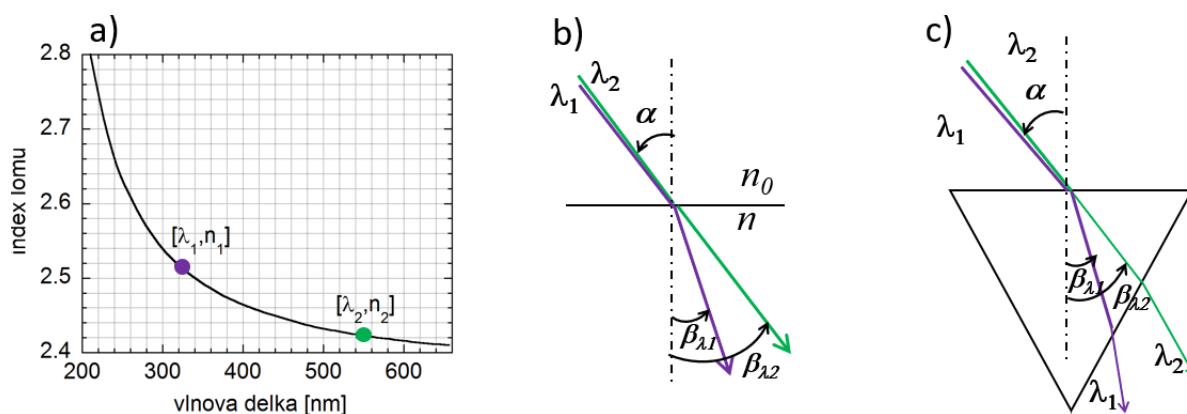 a)
2.8
2.7
2.6
2.5
2.4
index lomu
[λ₁,n₁]
[λ₂,n₂]
200 300 400 500 600
vlnova delka [nm]
b)
λ₂
λ₁
α
n₀
n
βλ1
βλ2
c)
λ₂
α
λ₁
βλ1
βλ2
λ₂
λ₁